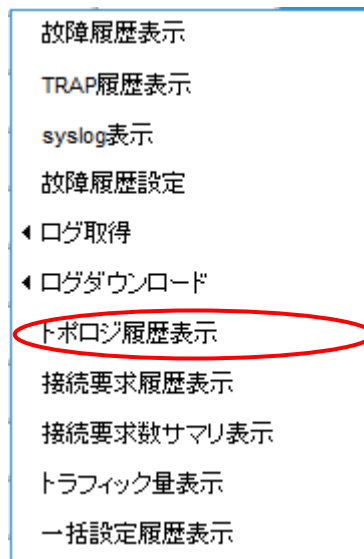 故障履歴表示
TRAP履歴表示
syslog表示
故障履歴設定
ログ取得
ログダウンロード
トポロジ履歴表示
接続要求履歴表示
接続要求数サマリ表示
トラフィック量表示
一括設定履歴表示